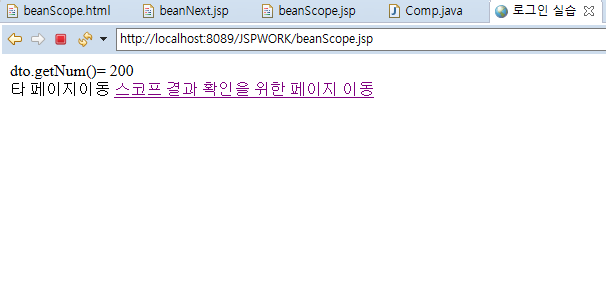 beanScope.html beanNext.jsp beanScope.jsp Comp.java 로그인 실습
http://localhost:8089/JSPWORK/beanScope.jsp
dto.getNum()= 200
타 페이지이동 스코프 결과 확인을 위한 페이지 이동